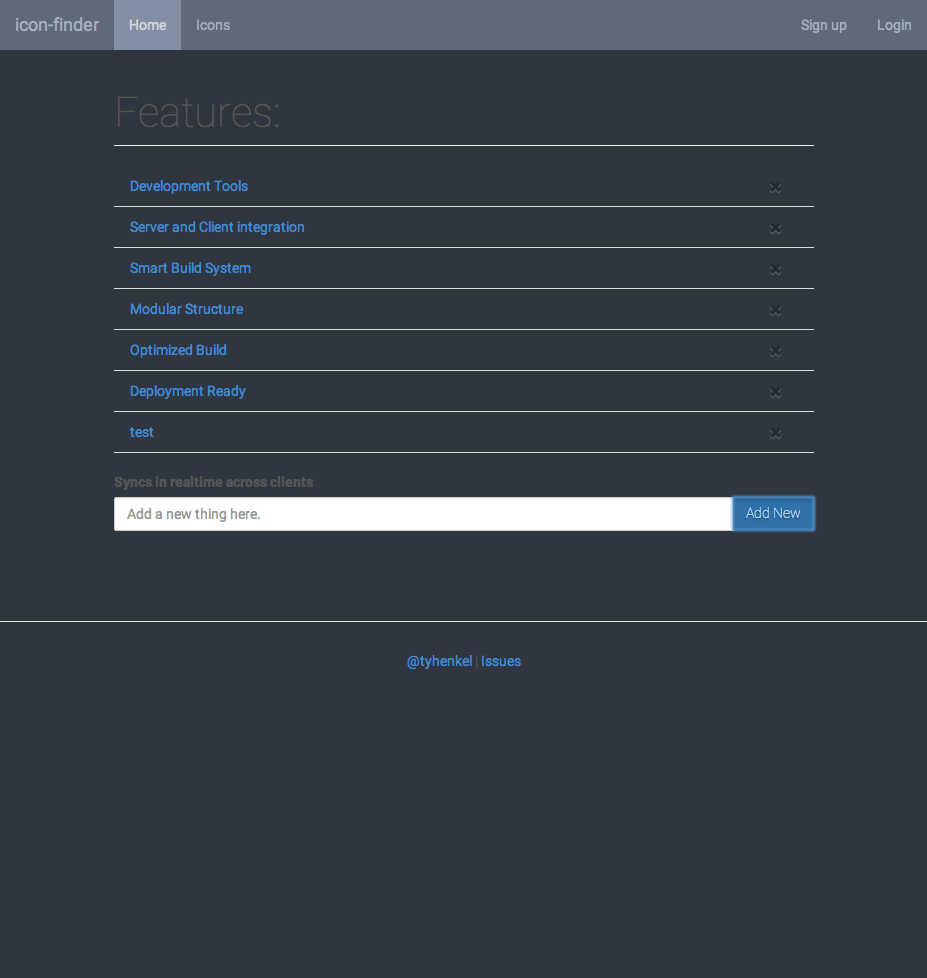 icon-finder Home Icons Sign up Login
Features:
Development Tools ×
Server and Client integration ×
Smart Build System ×
Modular Structure ×
Optimized Build ×
Deployment Ready ×
test ×
Syncs in realtime across clients
Add a new thing here. Add New
@tyhenkel | Issues